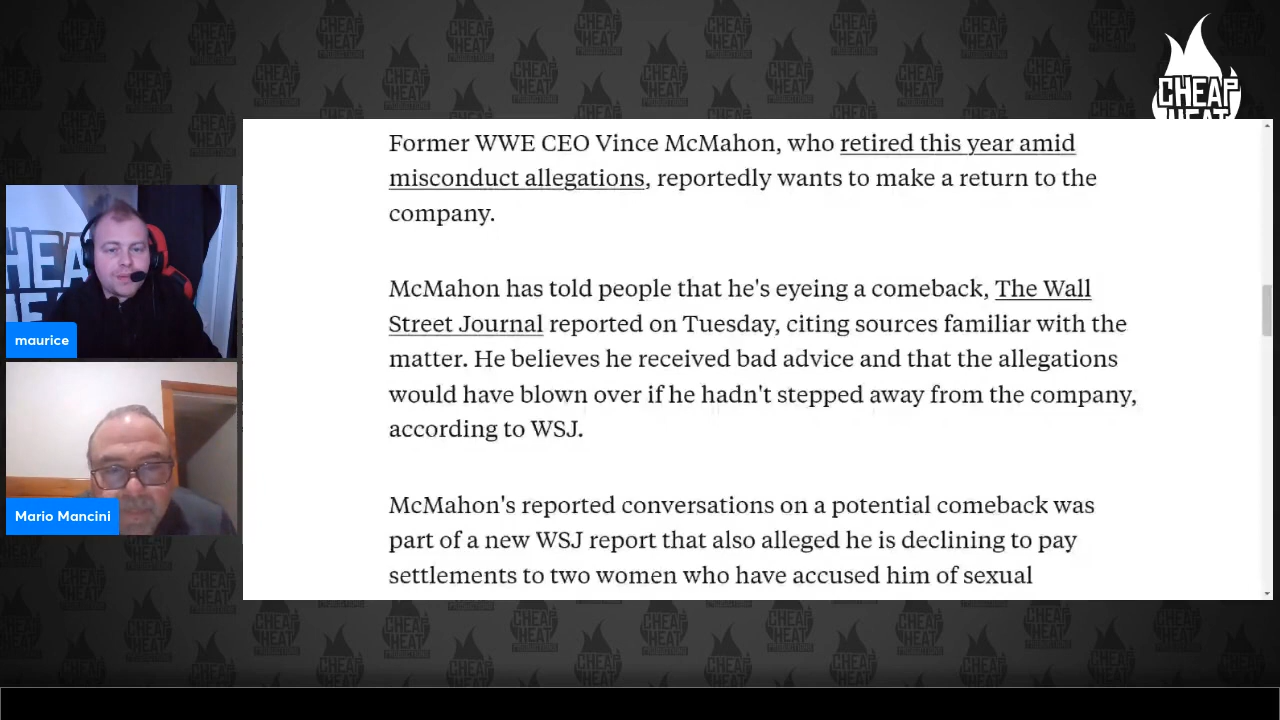 CHEAP
HEAT
Former WWE CEO Vince McMahon, who retired this year amid
misconduct allegations, reportedly wants to make a return to the
company.
McMahon has told people that he's eyeing a comeback, The Wall
Street Journal reported on Tuesday, citing sources familiar with the
matter. He believes he received bad advice and that the allegations
would have blown over if he hadn't stepped away from the company,
according to WSJ.
McMahon's reported conversations on a potential comeback was
part of a new WSJ report that also alleged he is declining to pay
settlements to two women who have accused him of sexual
HEA
maurice
Mario Mancini
CHEAP
HEAT
PRODUCTIONS